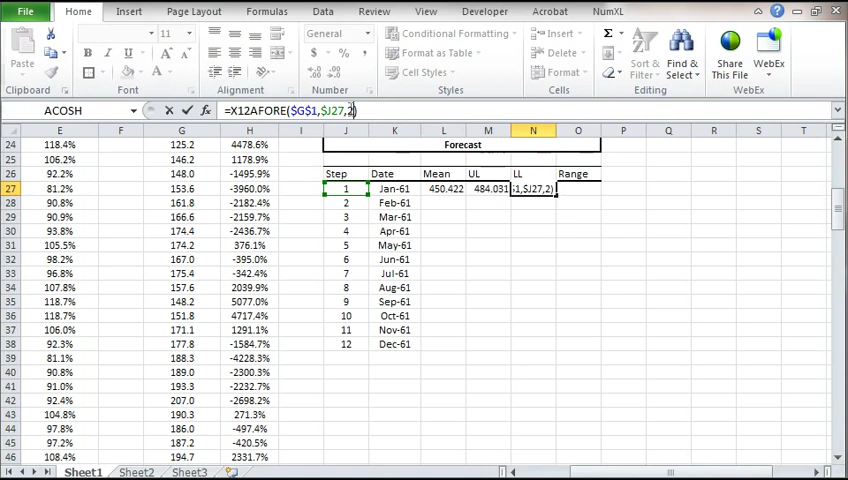 File Home Insert Page Layout Formulas Data Review View Developer Acrobat NumXL
Paste
Clipboard
11
B I U A
Font
Alignment
General
$ % ,
Number
Conditional Formatting
Format as Table
Cell Styles
Styles
Insert
Delete
Format
Cells
Σ
Sort & Filter
Find & Select
Editing
WebEx
WebEx
ACOSH fx =X12AFORE($G$1,$J27,2)
E F G H I J K L M N O P Q R S T
24 118.4% 125.2 4478.6% Forecast
25 106.2% 146.2 1178.9%
26 92.2% 148.0 -1495.9% Step Date Mean UL LL Range
27 81.2% 153.6 -3960.0% 1 Jan-61 450.422 484.031 ;1,$J27,2)
28 90.8% 161.8 -2182.4% 2 Feb-61
29 90.9% 166.6 -2159.7% 3 Mar-61
30 93.8% 174.4 -2436.7% 4 Apr-61
31 105.5% 174.2 376.1% 5 May-61
32 98.2% 167.0 -395.0% 6 Jun-61
33 96.8% 175.4 -342.4% 7 Jul-61
34 107.8% 157.6 2039.9% 8 Aug-61
35 118.7% 148.2 5077.0% 9 Sep-61
36 118.7% 151.8 4717.4% 10 Oct-61
37 106.0% 171.1 1291.1% 11 Nov-61
38 92.3% 177.8 -1584.7% 12 Dec-61
39 81.1% 188.3 -4228.3%
40 90.8% 189.0 -2300.3%
41 91.0% 193.3 -2232.7%
42 92.4% 207.0 -2698.2%
43 104.8% 190.3 271.3%
44 97.8% 186.0 -497.4%
45 97.2% 187.2 -420.5%
46 108.4% 194.7 2331.7%
Sheet1 Sheet2 Sheet3